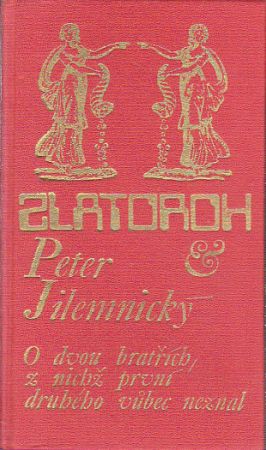 ZLATOROH
Peter &
Jilemnický
O dvou bratřích,
z nichž první
druhého vůbec neznal